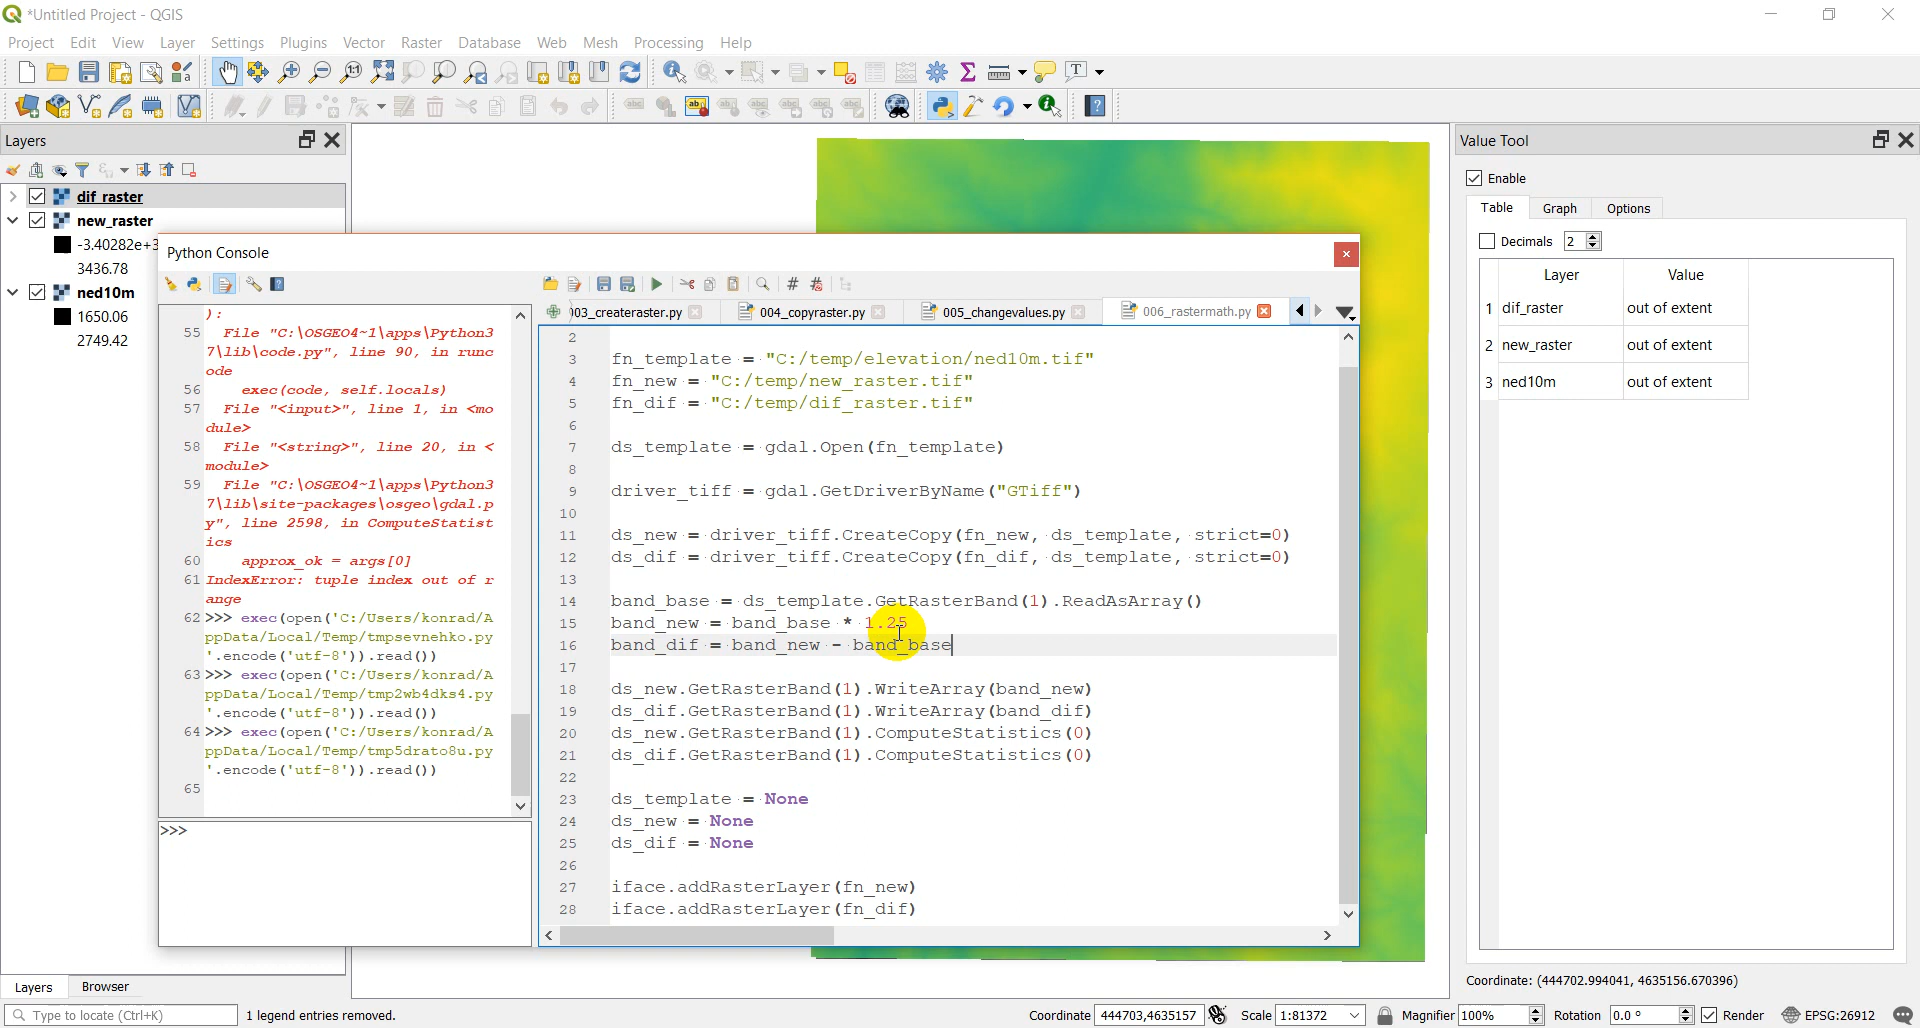 *Untitled Project - QGIS
Project Edit View Layer Settings Plugins Vector Raster Database Web Mesh Processing Help
Layers
dif_raster
new_raster
-3.40282e+3
3436.78
ned10m
1650.06
2749.42
Python Console
):
55 File "C:\OSGEO4~1\apps\Python3
7\lib\code.py", line 90, in runc
ode
56 exec(code, self.locals)
57 File "<input>", line 1, in <mo
dule>
58 File "<string>", line 20, in <
module>
59 File "C:\OSGEO4~1\apps\Python3
7\lib\site-packages\osgeo\gdal.p
y", line 2598, in ComputeStatist
ics
60 approx_ok = args[0]
61 IndexError: tuple index out of r
ange
62 >>> exec(open('C:/Users/konrad/A
ppData/Local/Temp/tmpsevnehko.py
'.encode('utf-8')).read())
63 >>> exec(open('C:/Users/konrad/A
ppData/Local/Temp/tmp2wb4dks4.py
'.encode('utf-8')).read())
64 >>> exec(open('C:/Users/konrad/A
ppData/Local/Temp/tmp5drato8u.py
'.encode('utf-8')).read())
65
>>>
03_createraster.py 004_copyraster.py 005_changevalues.py 006_rastermath.py
2
3 fn_template = "C:/temp/elevation/ned10m.tif"
4 fn_new = "C:/temp/new_raster.tif"
5 fn_dif = "C:/temp/dif_raster.tif"
6
7 ds_template = gdal.Open(fn_template)
8
9 driver_tiff = gdal.GetDriverByName("GTiff")
10
11 ds_new = driver_tiff.CreateCopy(fn_new, ds_template, strict=0)
12 ds_dif = driver_tiff.CreateCopy(fn_dif, ds_template, strict=0)
13
14 band_base = ds_template.GetRasterBand(1).ReadAsArray()
15 band_new = band_base * 1.25
16 band_dif = band_new - band_base
17
18 ds_new.GetRasterBand(1).WriteArray(band_new)
19 ds_dif.GetRasterBand(1).WriteArray(band_dif)
20 ds_new.GetRasterBand(1).ComputeStatistics(0)
21 ds_dif.GetRasterBand(1).ComputeStatistics(0)
22
23 ds_template = None
24 ds_new = None
25 ds_dif = None
26
27 iface.addRasterLayer(fn_new)
28 iface.addRasterLayer(fn_dif)
Value Tool
Enable
Table Graph Options
Decimals 2
Layer Value
1 dif_raster out of extent
2 new_raster out of extent
3 ned10m out of extent
Coordinate: (444702.994041, 4635156.670396)
Layers Browser
Type to locate (Ctrl+K) 1 legend entries removed. Coordinate 444703,4635157 Scale 1:81372 Magnifier 100% Rotation 0.0 ° Render EPSG:26912